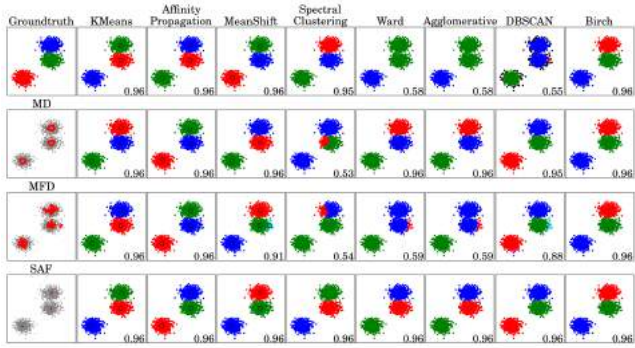 Groundtruth KMeans Affinity Propagation MeanShift Spectral Clustering Ward Agglomerative DBSCAN Birch
0.96 0.96 0.96 0.95 0.58 0.58 0.55 0.96
MD
0.96 0.96 0.96 0.53 0.96 0.96 0.95 0.96
MFD
0.96 0.96 0.91 0.54 0.59 0.59 0.88 0.96
SAF
0.96 0.96 0.96 0.96 0.96 0.96 0.96 0.96